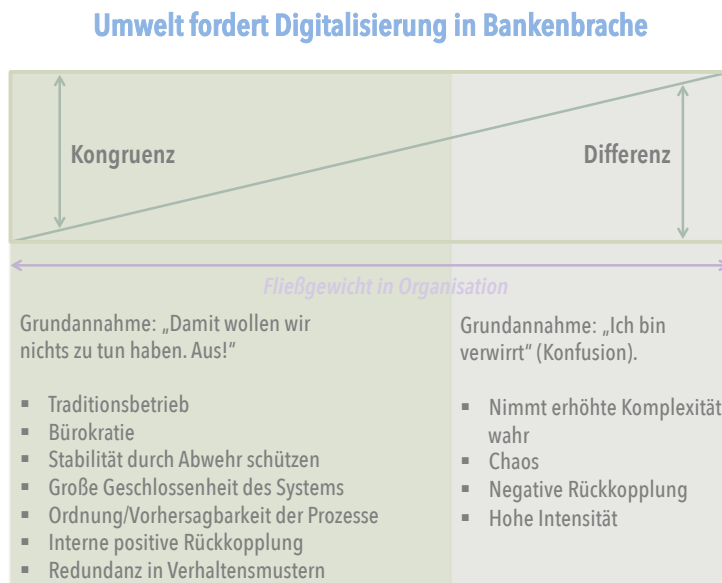 Umwelt fordert Digitalisierung in Bankenbrache
Kongruenz
Differenz
Fließgewicht in Organisation
Grundannahme: „Damit wollen wir
nichts zu tun haben. Aus!“
▪ Traditionsbetrieb
▪ Bürokratie
▪ Stabilität durch Abwehr schützen
▪ Große Geschlossenheit des Systems
▪ Ordnung/Vorhersagbarkeit der Prozesse
▪ Interne positive Rückkopplung
▪ Redundanz in Verhaltensmustern
Grundannahme: „Ich bin
verwirrt“ (Konfusion).
▪ Nimmt erhöhte Komplexität
wahr
▪ Chaos
▪ Negative Rückkopplung
▪ Hohe Intensität